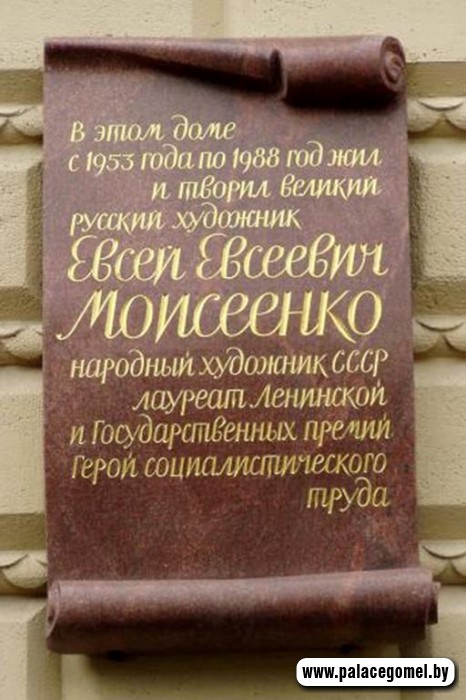 В этом доме
с 1953 года по 1988 год жил
и творил великий
русский художник
Евсей Евсеевич
Моисеенко
народный художник СССР
лауреат Ленинской
и Государственных премий
Герой социалистического
труда
www.palacegomel.by